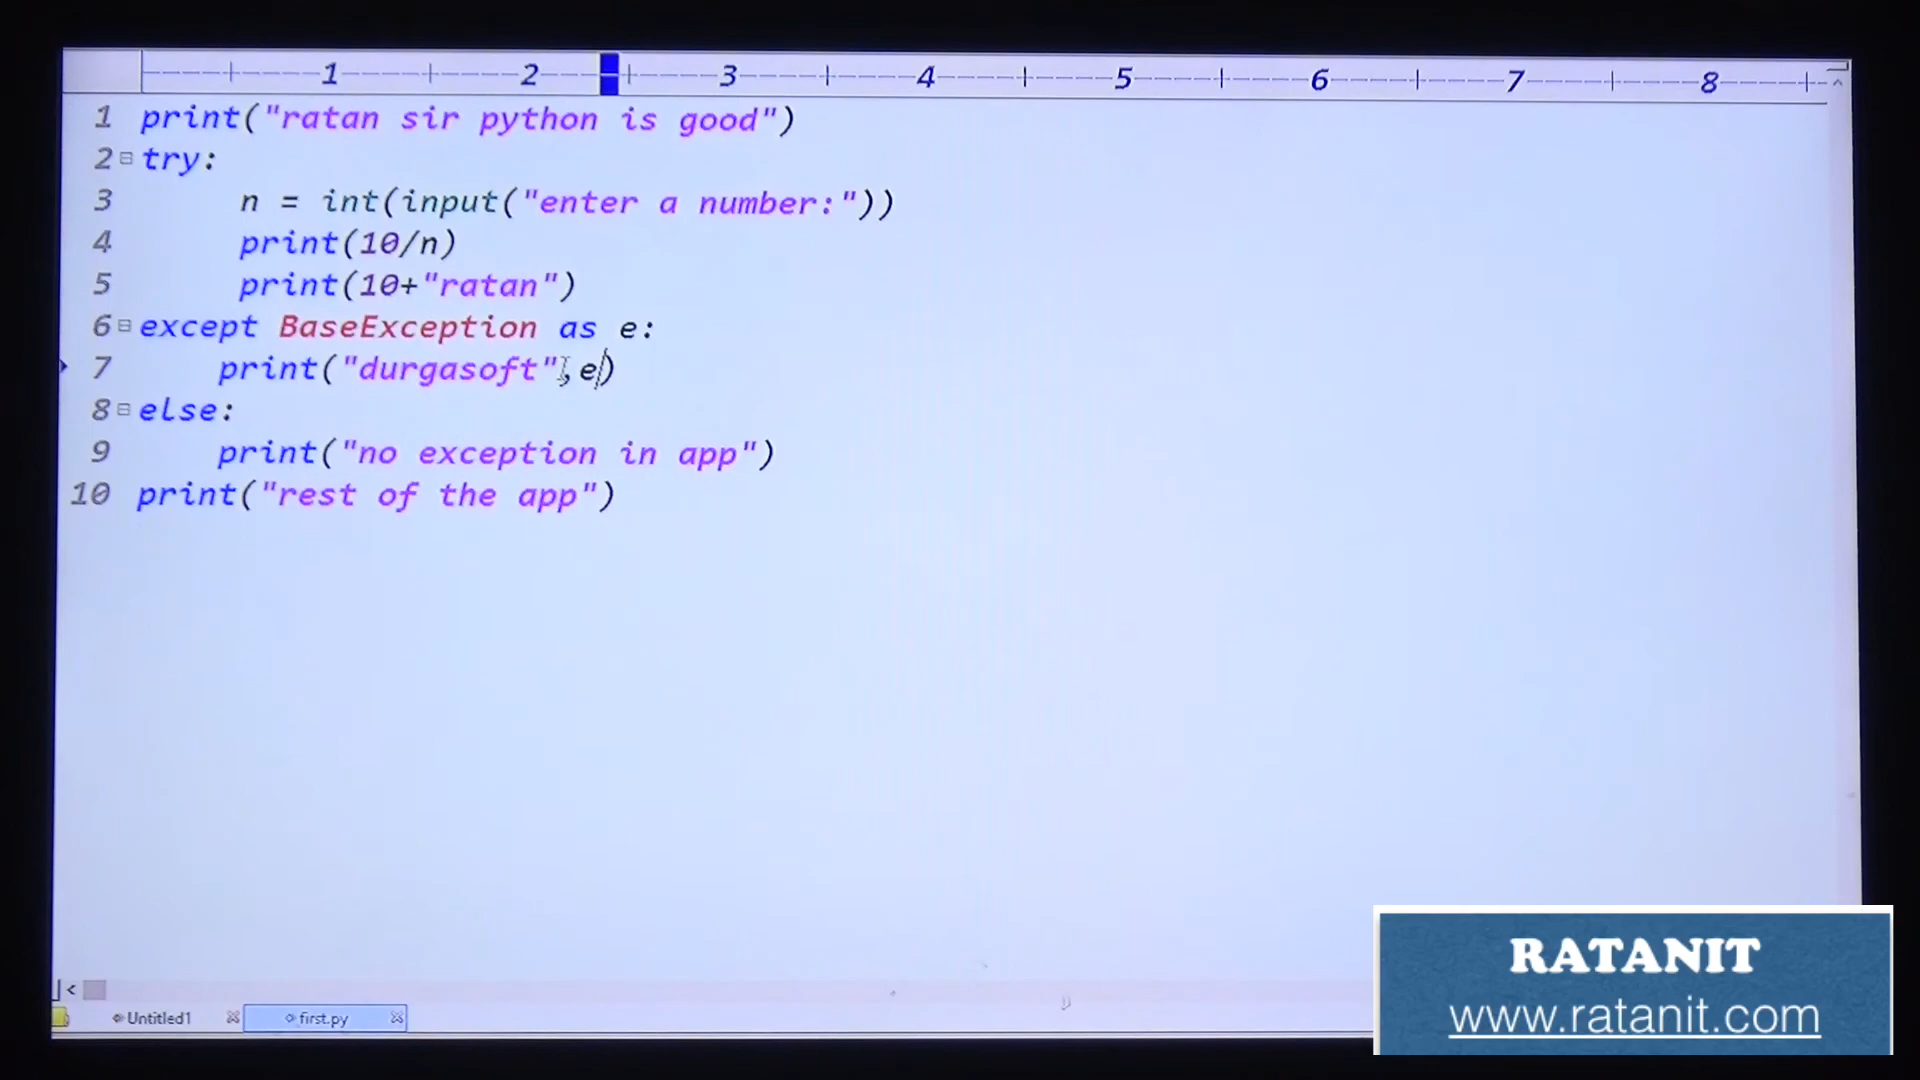 1 2 3 4 5 6 7 8
1 print("ratan sir python is good")
2 try:
3 n = int(input("enter a number:"))
4 print(10/n)
5 print(10+"ratan")
6 except BaseException as e:
7 print("durgasoft",e)
8 else:
9 print("no exception in app")
10 print("rest of the app")
Untitled1 first.py
RATANIT
www.ratanit.com